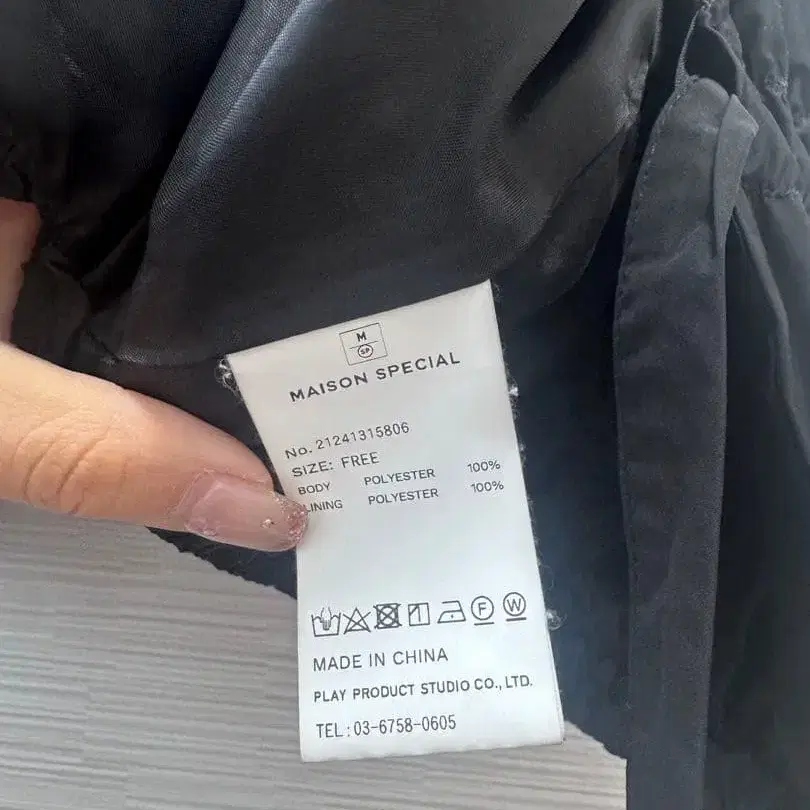 M
SP
MAISON SPECIAL
No. 21241315806
SIZE: FREE
BODY POLYESTER 100%
LINING POLYESTER 100%
F W
MADE IN CHINA
PLAY PRODUCT STUDIO CO., LTD.
TEL:03-6758-0605